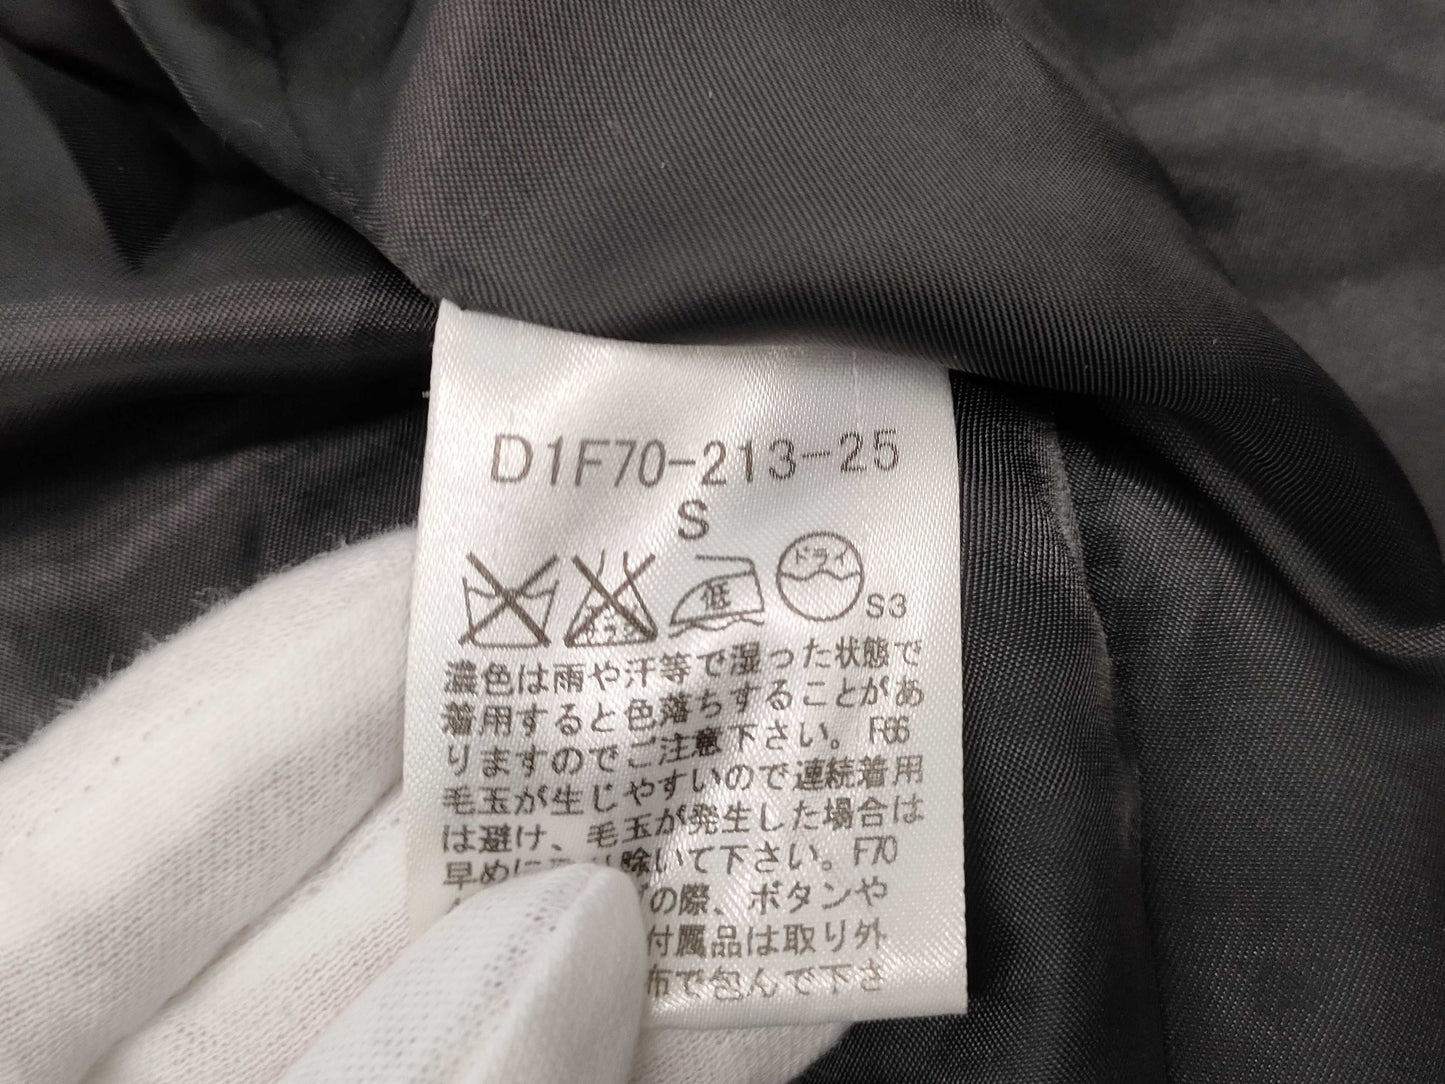 D1F70-213-25
S
低 ドライ S3
濃色は雨や汗等で湿った状態で
着用すると色落ちすることがあ
りますのでご注意下さい。F66
毛玉が生じやすいので連続着用
は避け、毛玉が発生した場合は
早めに 除いて下さい。F70
の際、ボタンや
付属品は取り外
布で包んで下さ